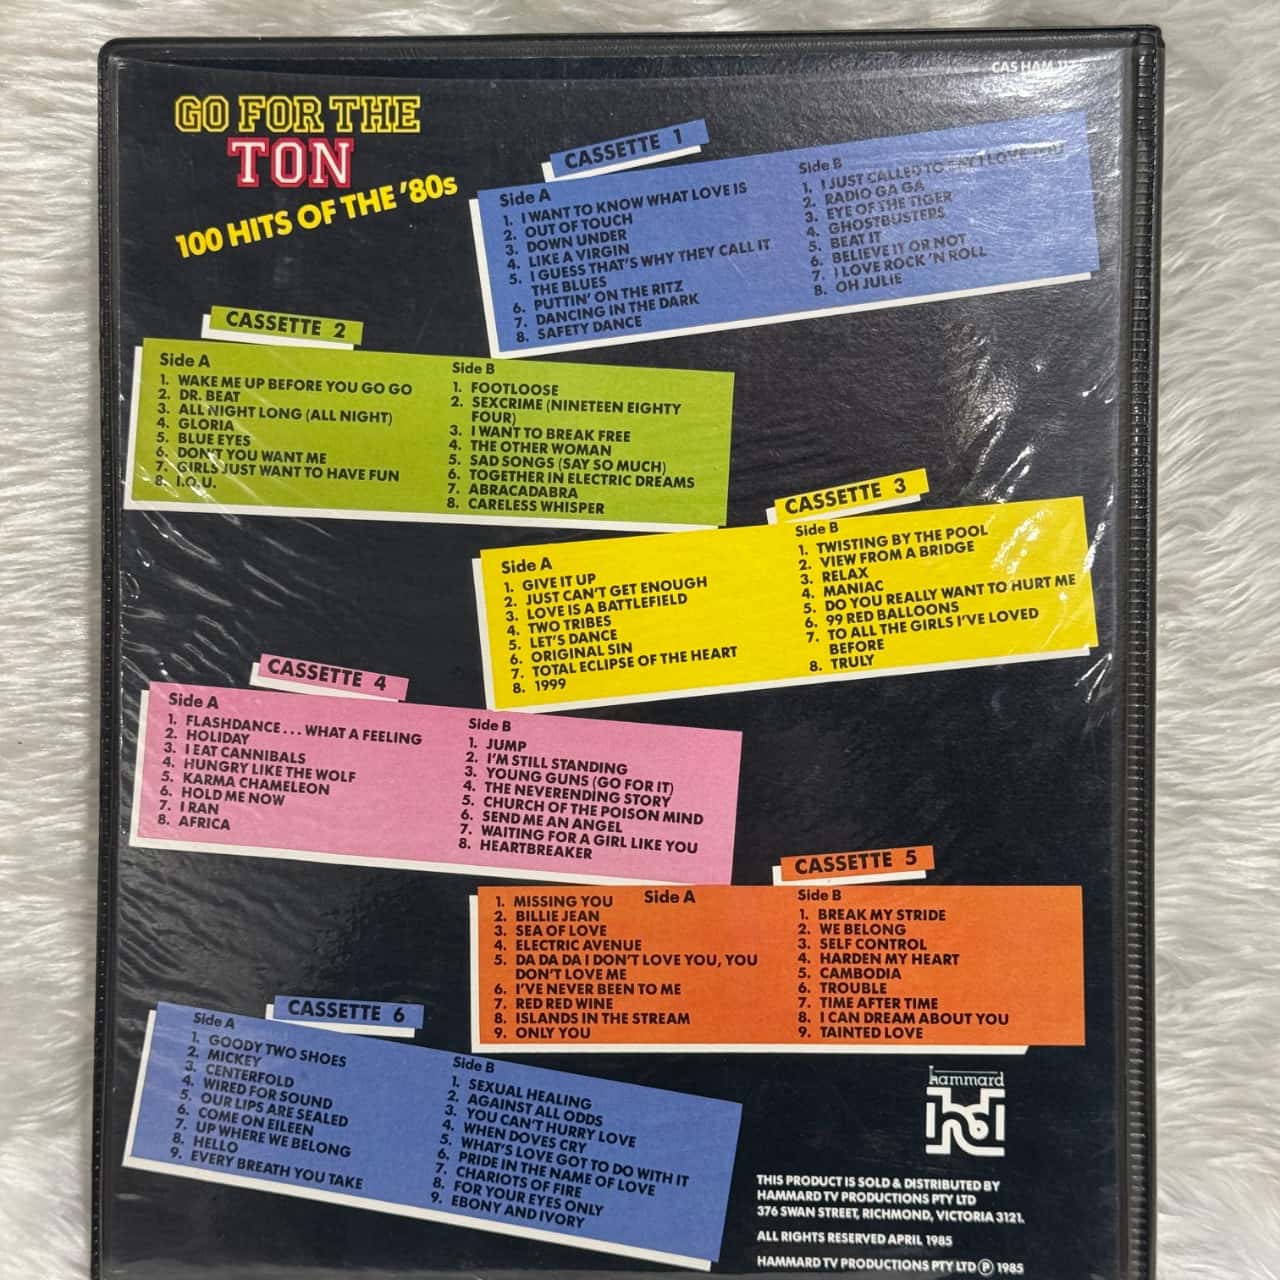 CAS HAM
GO FOR THE
TON
100 HITS OF THE '80s
CASSETTE 1
Side A
1. I WANT TO KNOW WHAT LOVE IS
2. OUT OF TOUCH
3. DOWN UNDER
4. LIKE A VIRGIN
5. I GUESS THAT'S WHY THEY CALL IT
THE BLUES
6. PUTTIN' ON THE RITZ
7. DANCING IN THE DARK
8. SAFETY DANCE
Side B
1. I JUST CALLED TO SAY I LOVE YOU
2. RADIO GA GA
3. EYE OF THE TIGER
4. GHOSTBUSTERS
5. BEAT IT
6. BELIEVE IT OR NOT
7. I LOVE ROCK 'N ROLL
8. OH JULIE
CASSETTE 2
Side A
1. WAKE ME UP BEFORE YOU GO GO
2. DR. BEAT
3. ALL NIGHT LONG (ALL NIGHT)
4. GLORIA
5. BLUE EYES
6. DON'T YOU WANT ME
7. GIRLS JUST WANT TO HAVE FUN
8. I.O.U.
Side B
1. FOOTLOOSE
2. SEXCRIME (NINETEEN EIGHTY
FOUR)
3. I WANT TO BREAK FREE
4. THE OTHER WOMAN
5. SAD SONGS (SAY SO MUCH)
6. TOGETHER IN ELECTRIC DREAMS
7. ABRACADABRA
8. CARELESS WHISPER
CASSETTE 3
Side A
1. GIVE IT UP
2. JUST CAN'T GET ENOUGH
3. LOVE IS A BATTLEFIELD
4. TWO TRIBES
5. LET'S DANCE
6. ORIGINAL SIN
7. TOTAL ECLIPSE OF THE HEART
8. 1999
Side B
1. TWISTING BY THE POOL
2. VIEW FROM A BRIDGE
3. RELAX
4. MANIAC
5. DO YOU REALLY WANT TO HURT ME
6. 99 RED BALLOONS
7. TO ALL THE GIRLS I'VE LOVED
BEFORE
8. TRULY
CASSETTE 4
Side A
1. FLASHDANCE... WHAT A FEELING
2. HOLIDAY
3. I EAT CANNIBALS
4. HUNGRY LIKE THE WOLF
5. KARMA CHAMELEON
6. HOLD ME NOW
7. I RAN
8. AFRICA
Side B
1. JUMP
2. I'M STILL STANDING
3. YOUNG GUNS (GO FOR IT)
4. THE NEVERENDING STORY
5. CHURCH OF THE POISON MIND
6. SEND ME AN ANGEL
7. WAITING FOR A GIRL LIKE YOU
8. HEARTBREAKER
CASSETTE 5
Side A
1. MISSING YOU
2. BILLIE JEAN
3. SEA OF LOVE
4. ELECTRIC AVENUE
5. DA DA DA I DON'T LOVE YOU, YOU
DON'T LOVE ME
6. I'VE NEVER BEEN TO ME
7. RED RED WINE
8. ISLANDS IN THE STREAM
9. ONLY YOU
Side B
1. BREAK MY STRIDE
2. WE BELONG
3. SELF CONTROL
4. HARDEN MY HEART
5. CAMBODIA
6. TROUBLE
7. TIME AFTER TIME
8. I CAN DREAM ABOUT YOU
9. TAINTED LOVE
CASSETTE 6
Side A
1. GOODY TWO SHOES
2. MICKEY
3. CENTERFOLD
4. WIRED FOR SOUND
5. OUR LIPS ARE SEALED
6. COME ON EILEEN
7. UP WHERE WE BELONG
8. HELLO
9. EVERY BREATH YOU TAKE
Side B
1. SEXUAL HEALING
2. AGAINST ALL ODDS
3. YOU CAN'T HURRY LOVE
4. WHEN DOVES CRY
5. WHAT'S LOVE GOT TO DO WITH IT
6. PRIDE IN THE NAME OF LOVE
7. CHARIOTS OF FIRE
8. FOR YOUR EYES ONLY
9. EBONY AND IVORY
hammard
THIS PRODUCT IS SOLD & DISTRIBUTED BY
HAMMARD TV PRODUCTIONS PTY LTD
376 SWAN STREET, RICHMOND, VICTORIA 3121.
ALL RIGHTS RESERVED APRIL 1985
HAMMARD TV PRODUCTIONS PTY LTD ℗ 1985